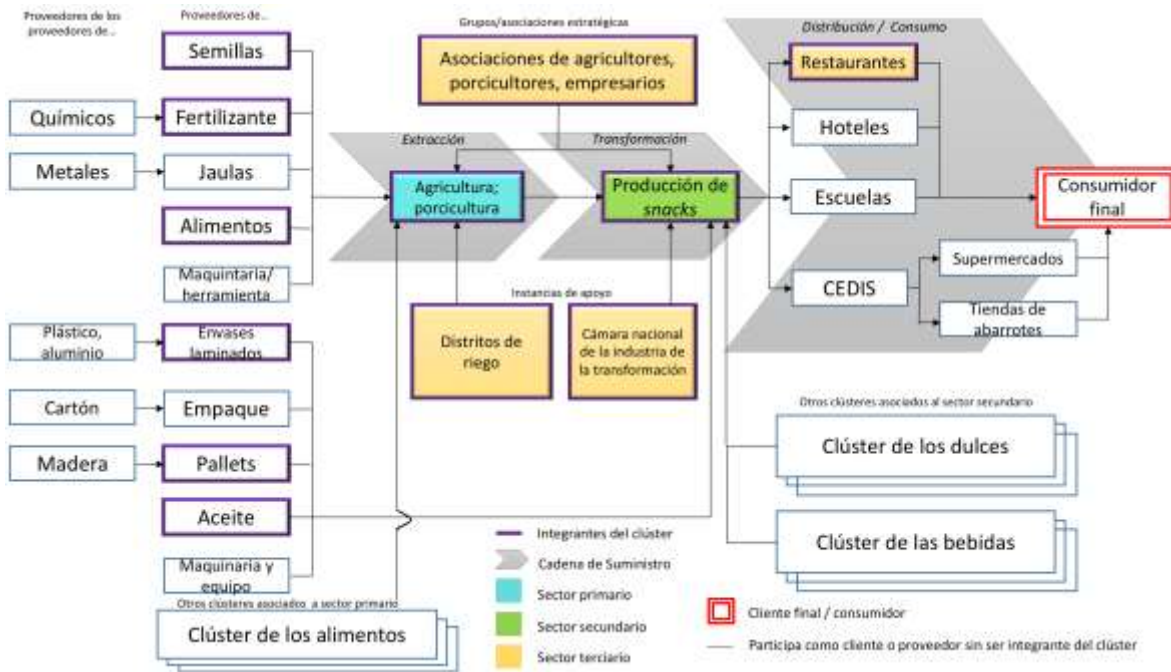 Proveedores de los
proveedores de...
Proveedores de...
Grupos/asociaciones estratégicas
Distribución / Consumo
Semillas
Asociaciones de agricultores,
porcicultores, empresarios
Restaurantes
Químicos
Fertilizante
Hoteles
Extracción
Transformación
Metales
Jaulas
Agricultura;
porcicultura
Producción de
snacks
Escuelas
Consumidor
final
Alimentos
Supermercados
Maquintaria/
herramienta
CEDIS
Instancias de apoyo
Tiendas de
abarrotes
Plástico,
aluminio
Envases
laminados
Distritos de
riego
Cámara nacional
de la industria de
la transformación
Cartón
Empaque
Otros clústeres asociados al sector secundario
Clúster de los dulces
Madera
Pallets
Aceite
Clúster de las bebidas
Maquinaria y
equipo
Otros clústeres asociados a sector primario
Clúster de los alimentos
Integrantes del clúster
Cadena de Suministro
Sector primario
Sector secundario
Sector terciario
Cliente final / consumidor
Participa como cliente o proveedor sin ser integrante del clúster